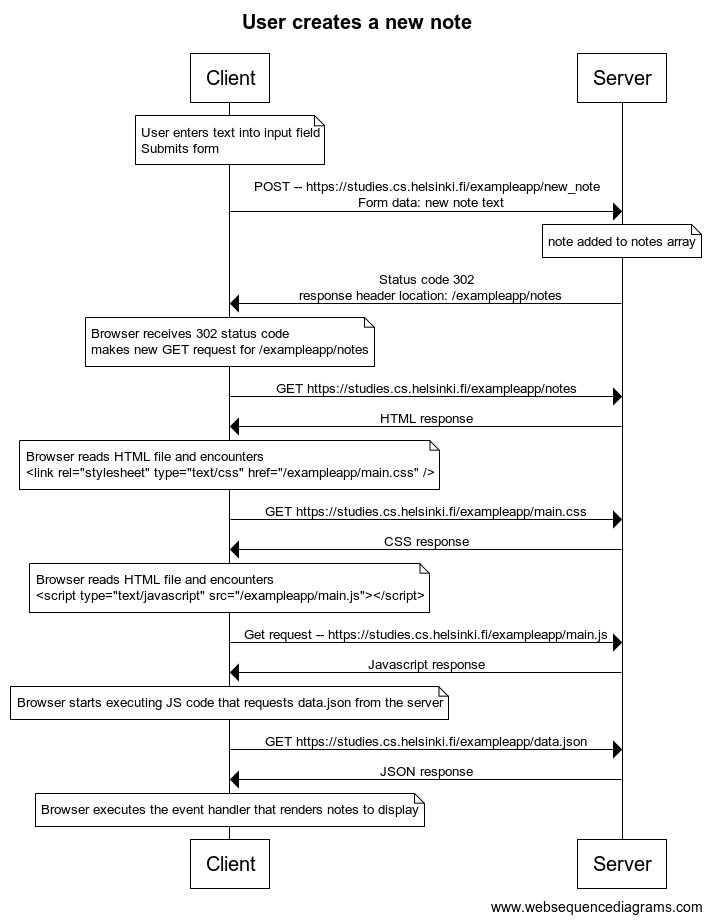 User creates a new note
Client
Server
User enters text into input field
Submits form
POST -- https://studies.cs.helsinki.fi/exampleapp/new_note
Form data: new note text
note added to notes array
Status code 302
response header location: /exampleapp/notes
Browser receives 302 status code
makes new GET request for /exampleapp/notes
GET https://studies.cs.helsinki.fi/exampleapp/notes
HTML response
Browser reads HTML file and encounters
<link rel="stylesheet" type="text/css" href="/exampleapp/main.css" />
GET https://studies.cs.helsinki.fi/exampleapp/main.css
CSS response
Browser reads HTML file and encounters
<script type="text/javascript" src="/exampleapp/main.js"></script>
Get request -- https://studies.cs.helsinki.fi/exampleapp/main.js
Javascript response
Browser starts executing JS code that requests data.json from the server
GET https://studies.cs.helsinki.fi/exampleapp/data.json
JSON response
Browser executes the event handler that renders notes to display
Client
Server
www.websequencediagrams.com